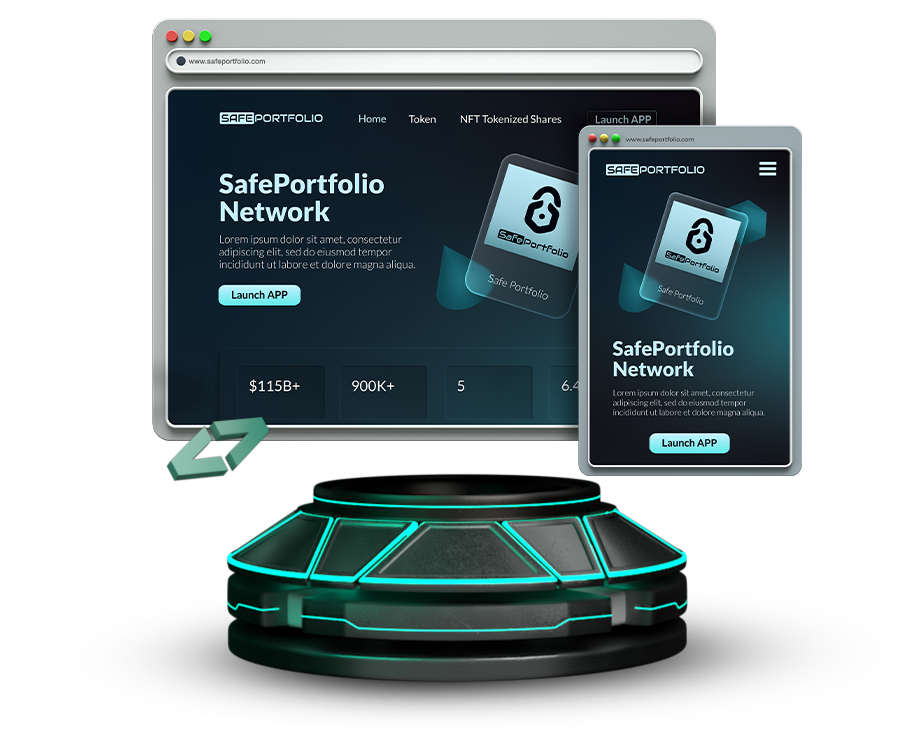 www.safeportfolio.com
SAFEPORTFOLIO Home Token NFT Tokenized Shares Launch APP
SafePortfolio
Network
Lorem ipsum dolor sit amet, consectetur
adipiscing elit, sed do eiusmod tempor
incididunt ut labore et dolore magna aliqua.
Launch APP
SafePortfolio
Safe Portfolio
$115B+ 900K+ 5 6.4
www.safeportfolio.com
SAFEPORTFOLIO
SafePortfolio
Safe Portfolio
SafePortfolio
Network
Lorem ipsum dolor sit amet, consectetur
adipiscing elit, sed do eiusmod tempor
incididunt ut labore et dolore magna aliqua.
Launch APP